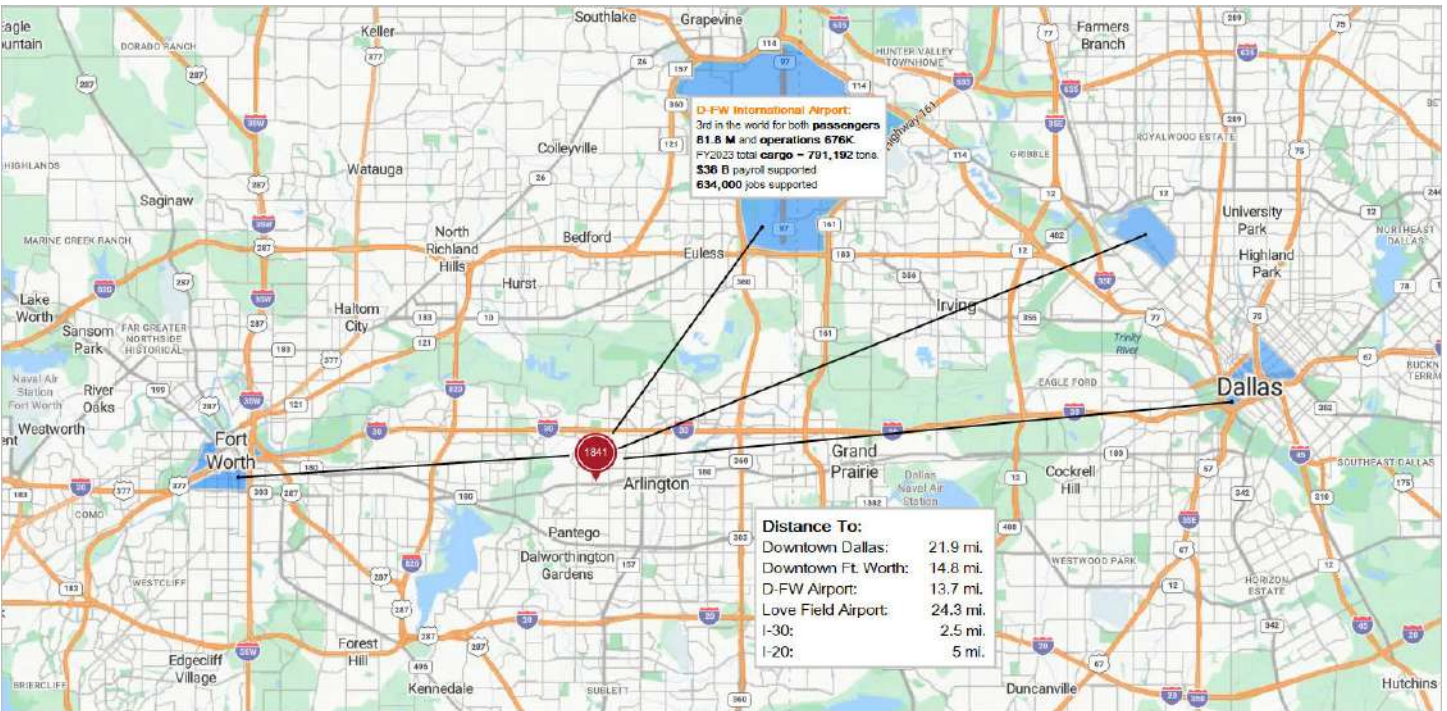 Southlake
Grapevine
Keller
Farmers
Branch
DORADO RANCH
HUNTER VALLEY
TOWNHOME
D-FW International Airport:
3rd in the world for both passengers
81.8 M and operations 676K.
FY2023 total cargo – 791,192 tons.
$38 B payroll supported
634,000 jobs supported
Highway 161
ROYALWOOD ESTATE
GRIBBLE
HIGHLANDS
Watauga
Colleyville
Saginaw
MARINE CREEK RANCH
North
Richland
Hills
Bedford
Euless
Hurst
University
Park
Highland
Park
NORTHEAST
DALLAS
Lake
Worth
Haltom
City
Irving
Sansom
Park
FAR GREATER
NORTHSIDE
HISTORICAL
Trinity
River
Naval Air
Station
Fort Worth
River
Oaks
EAGLE FORD
Dallas
Westworth
Fort
Worth
1841
Arlington
Grand
Prairie
Dallas
Naval Air
Station
Cockrell
Hill
SOUTHEAST DALLAS
COMO
Pantego
Dalworthington
Gardens
WESTCLIFF
WESTWOOD PARK
HORIZON
ESTATE
Distance To:
Downtown Dallas: 21.9 mi.
Downtown Ft. Worth: 14.8 mi.
D-FW Airport: 13.7 mi.
Love Field Airport: 24.3 mi.
I-30: 2.5 mi.
I-20: 5 mi.
Forest
Hill
Edgecliff
Village
BRIERCLIFF
Kennedale
SUBLETT
Duncanville
Hutchins